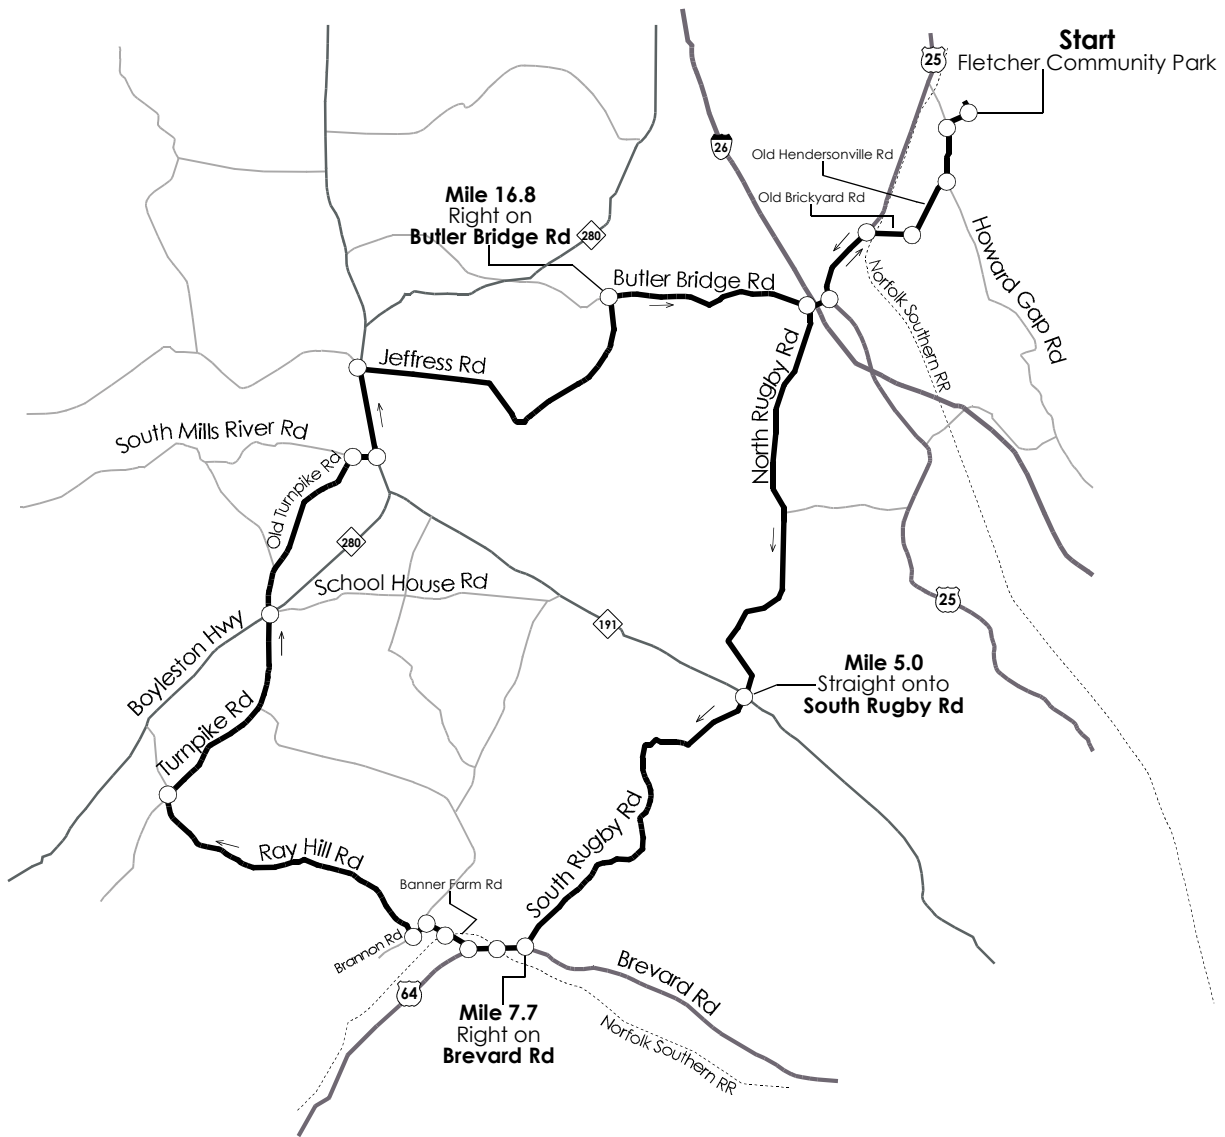 Start
Fletcher Community Park
25
26
Old Hendersonville Rd
Old Brickyard Rd
Mile 16.8
Right on
Butler Bridge Rd
280
Howard Gap Rd
Butler Bridge Rd
Norfolk Southern RR
Jeffress Rd
North Rugby Rd
South Mills River Rd
Old Turnpike Rd
280
School House Rd
191
25
Boyleston Hwy
Mile 5.0
Straight onto
South Rugby Rd
Turnpike Rd
South Rugby Rd
Ray Hill Rd
Banner Farm Rd
Brannon Rd
64
Brevard Rd
Mile 7.7
Right on
Brevard Rd
Norfolk Southern RR